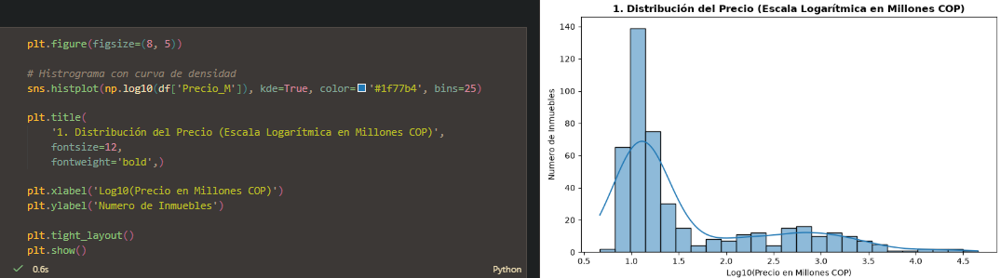 plt.figure(figsize=(8, 5))
# Histrograma con curva de densidad
sns.histplot(np.log10(df['Precio_M']), kde=True, color='#1f77b4', bins=25)
plt.title(
'1. Distribución del Precio (Escala Logarítmica en Millones COP)',
fontsize=12,
fontweight='bold',)
plt.xlabel('Log10(Precio en Millones COP)')
plt.ylabel('Numero de Inmuebles')
plt.tight_layout()
plt.show()
0.6s
Python
1. Distribución del Precio (Escala Logarítmica en Millones COP)
Numero de Inmuebles
140
120
100
80
60
40
20
0
0.5 1.0 1.5 2.0 2.5 3.0 3.5 4.0 4.5
Log10(Precio en Millones COP)